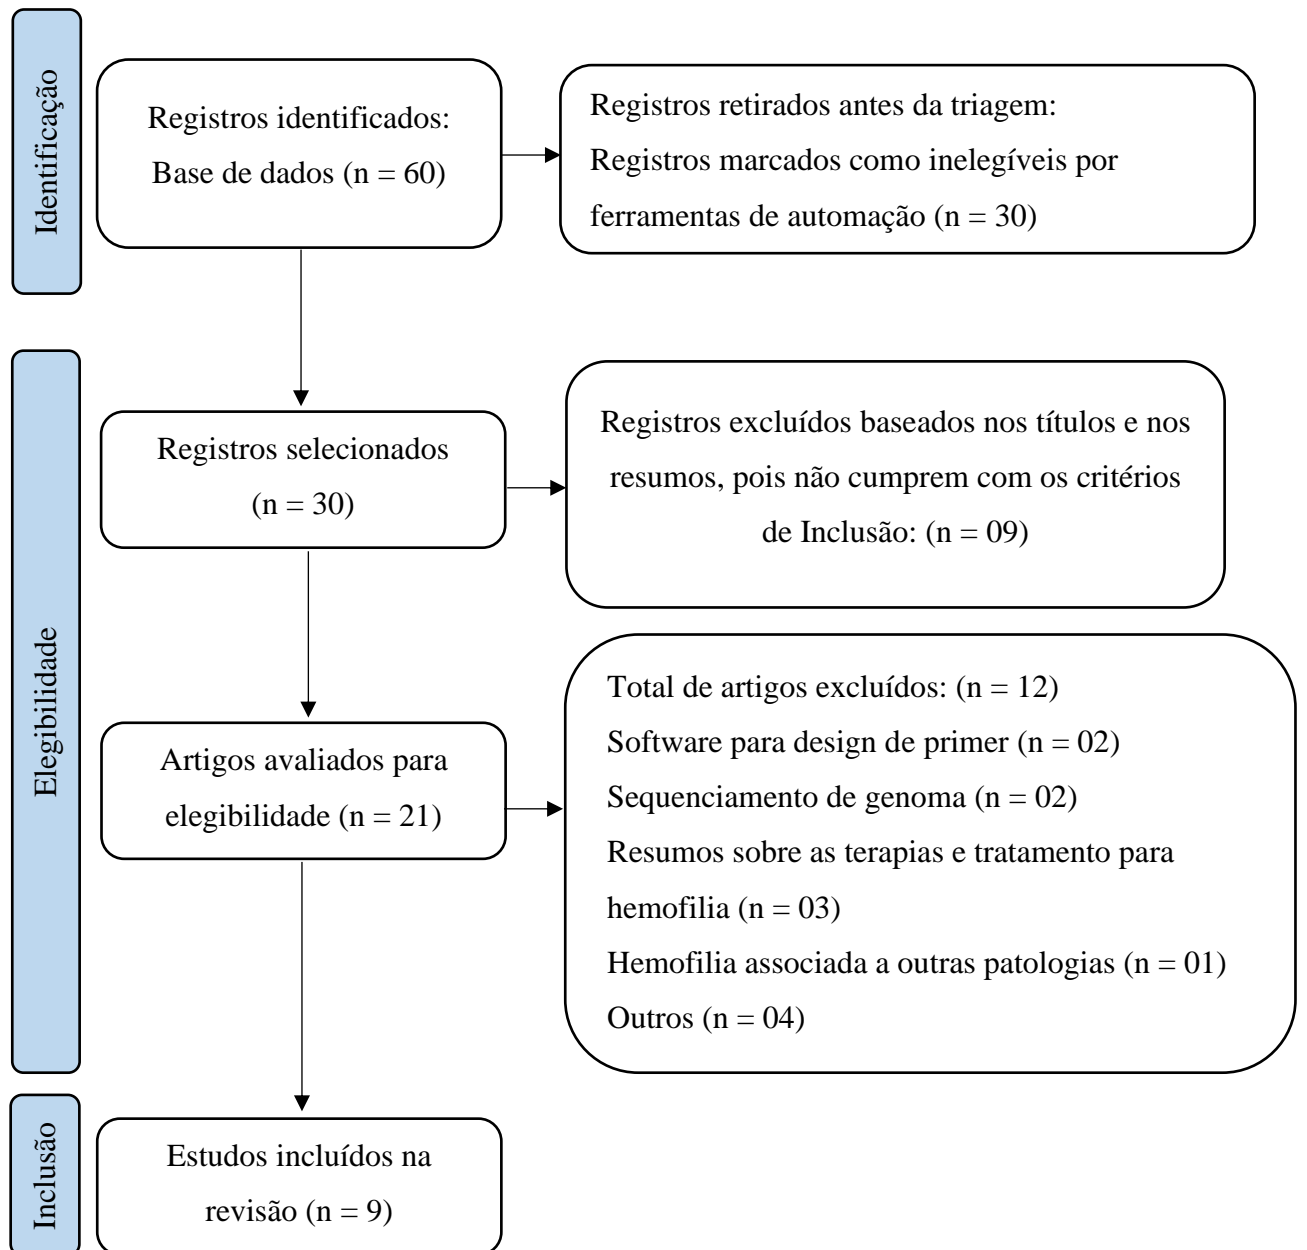 Identificação
Registros identificados:
Base de dados (n = 60)
Registros retirados antes da triagem:
Registros marcados como inelegíveis por
ferramentas de automação (n = 30)
Elegibilidade
Registros selecionados
(n = 30)
Registros excluídos baseados nos títulos e nos
resumos, pois não cumprem com os critérios
de Inclusão: (n = 09)
Artigos avaliados para
elegibilidade (n = 21)
Total de artigos excluídos: (n = 12)
Software para design de primer (n = 02)
Sequenciamento de genoma (n = 02)
Resumos sobre as terapias e tratamento para
hemofilia (n = 03)
Hemofilia associada a outras patologias (n = 01)
Outros (n = 04)
Inclusão
Estudos incluídos na
revisão (n = 9)